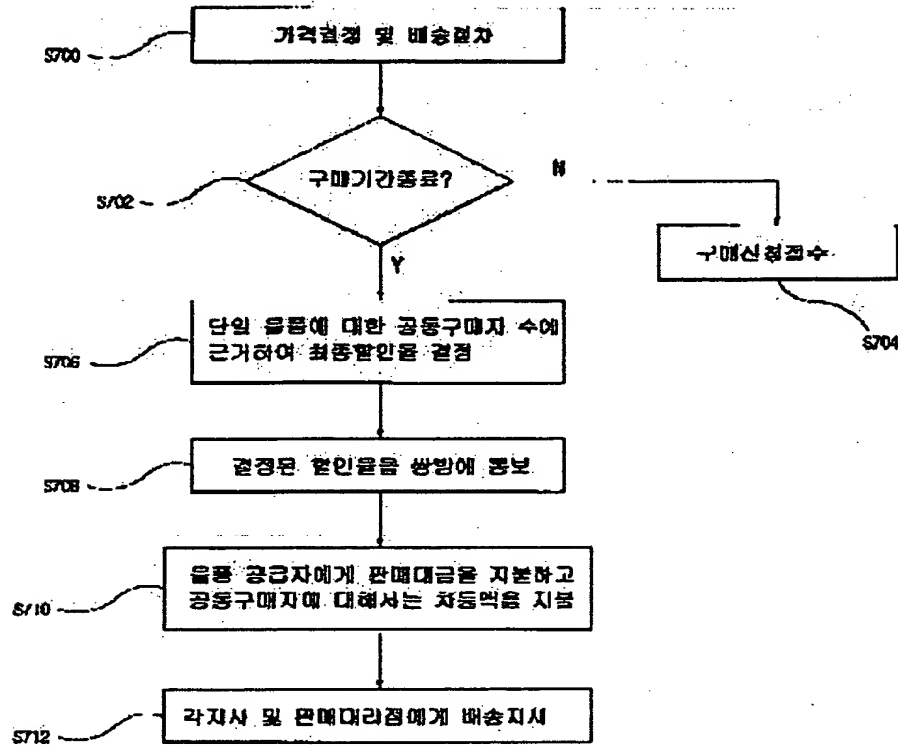 S700
가격결정 및 배송절차
S702
구매기간종료?
N
Y
구매신청접수
S704
S706
단일 물품에 대한 공동구매자 수에
근거하여 최종할인율 결정
S708
결정된 할인율을 쌍방에 통보
S710
물품 공급자에게 판매대금을 지불하고
공동구매자에 대해서는 차등액을 지불
S712
각지사 및 판매대리점에게 배송지시